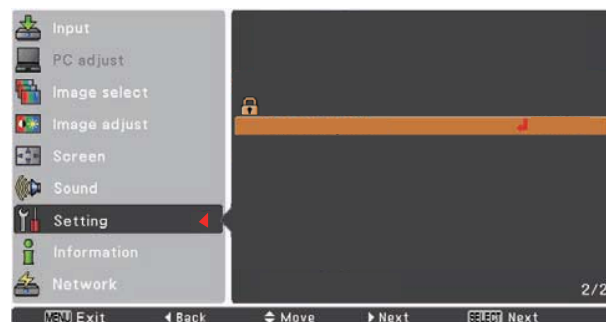 Input
PC adjust
Image select
Image adjust
Screen
Sound
Setting
Information
Network
2/2
MENU Exit ◀ Back ⬍ Move ▶ Next SELECT Next